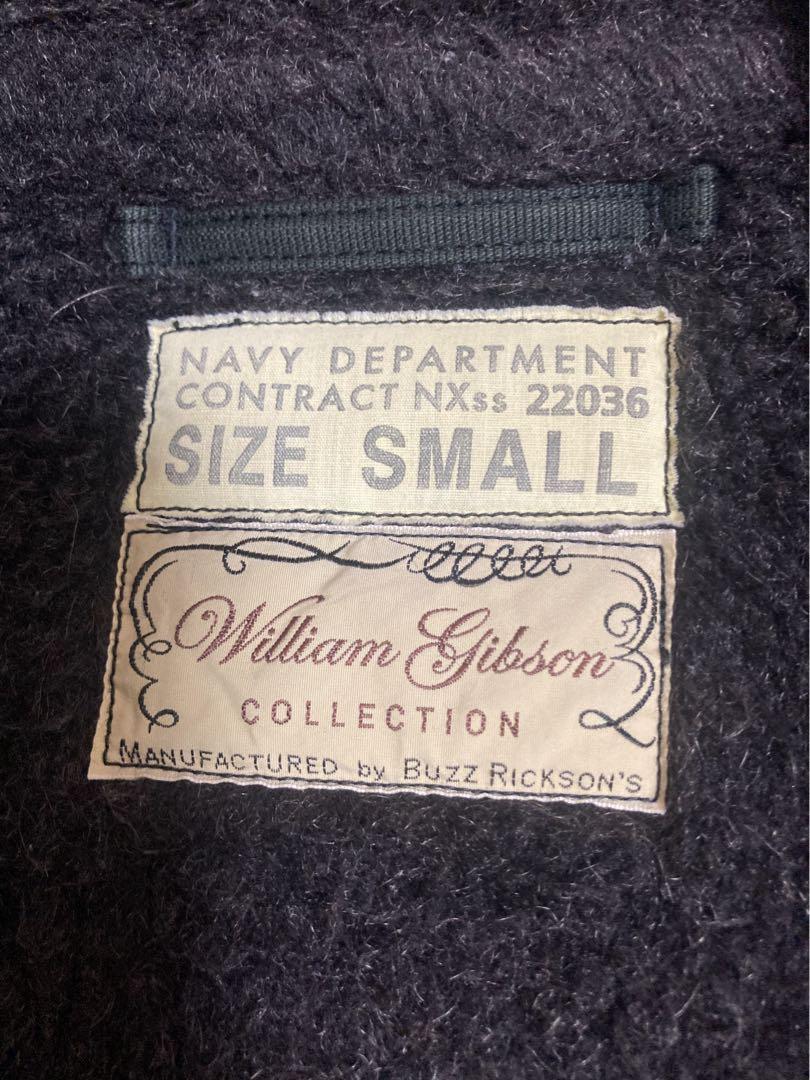 NAVY DEPARTMENT
CONTRACT NXss 22036
SIZE SMALL
William Gibson
COLLECTION
MANUFACTURED by BUZZ RICKSON'S